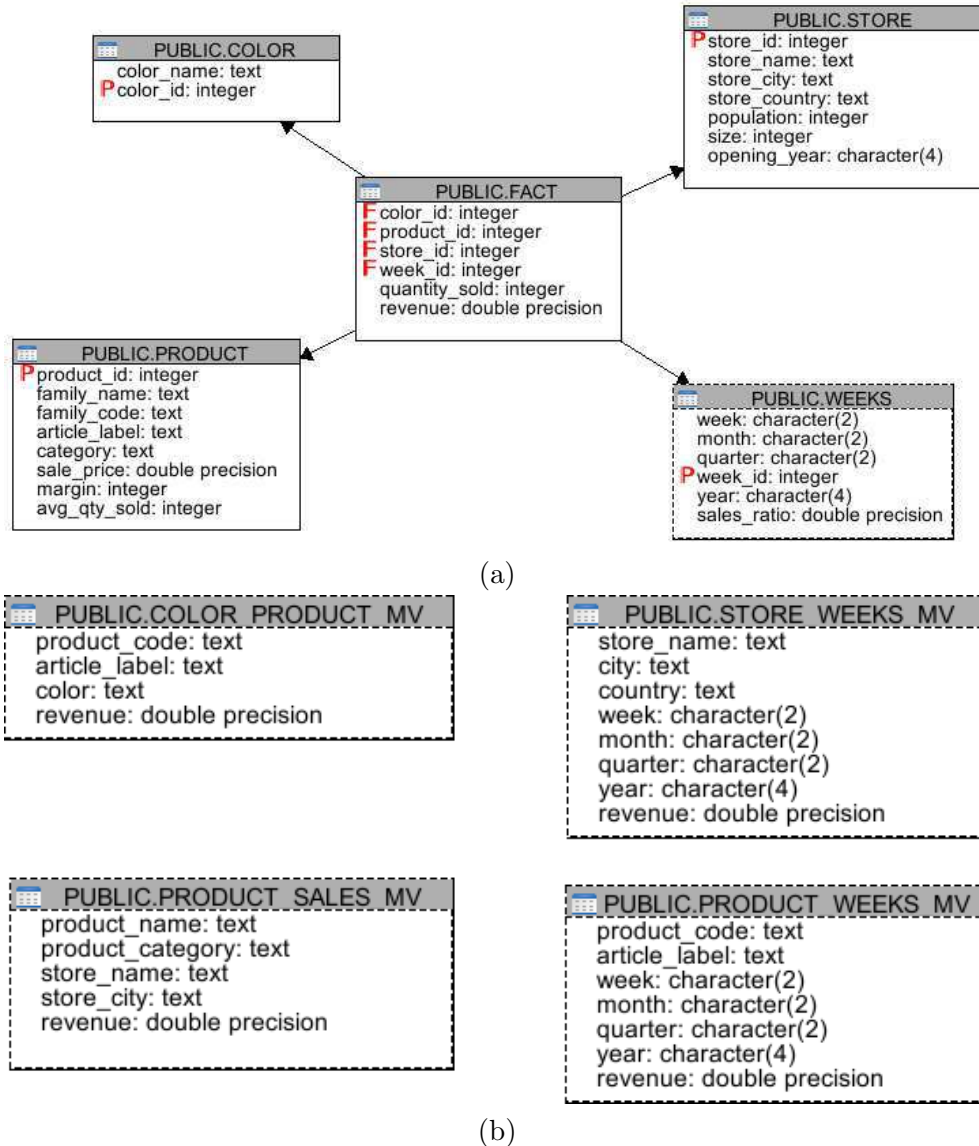 PUBLIC.COLOR
color_name: text
P color_id: integer
PUBLIC.STORE
P store_id: integer
store_name: text
store_city: text
store_country: text
population: integer
size: integer
opening_year: character(4)
PUBLIC.FACT
F color_id: integer
F product_id: integer
F store_id: integer
F week_id: integer
quantity_sold: integer
revenue: double precision
PUBLIC.PRODUCT
P product_id: integer
family_name: text
family_code: text
article_label: text
category: text
sale_price: double precision
margin: integer
avg_qty_sold: integer
PUBLIC.WEEKS
week: character(2)
month: character(2)
quarter: character(2)
P week_id: integer
year: character(4)
sales_ratio: double precision
(a)
PUBLIC.COLOR_PRODUCT_MV
product_code: text
article_label: text
color: text
revenue: double precision
PUBLIC.STORE_WEEKS_MV
store_name: text
city: text
country: text
week: character(2)
month: character(2)
quarter: character(2)
year: character(4)
revenue: double precision
PUBLIC.PRODUCT_SALES_MV
product_name: text
product_category: text
store_name: text
store_city: text
revenue: double precision
PUBLIC.PRODUCT_WEEKS_MV
product_code: text
article_label: text
week: character(2)
month: character(2)
quarter: character(2)
year: character(4)
revenue: double precision
(b)